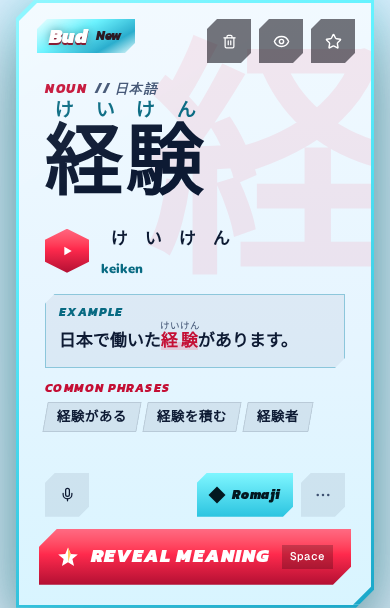 Bud New
NOUN // 日本語
けいけん
経験
けいけん
keiken
EXAMPLE
けいけん
日本で働いた経験があります。
COMMON PHRASES
経験がある 経験を積む 経験者
Romaji
REVEAL MEANING Space
経